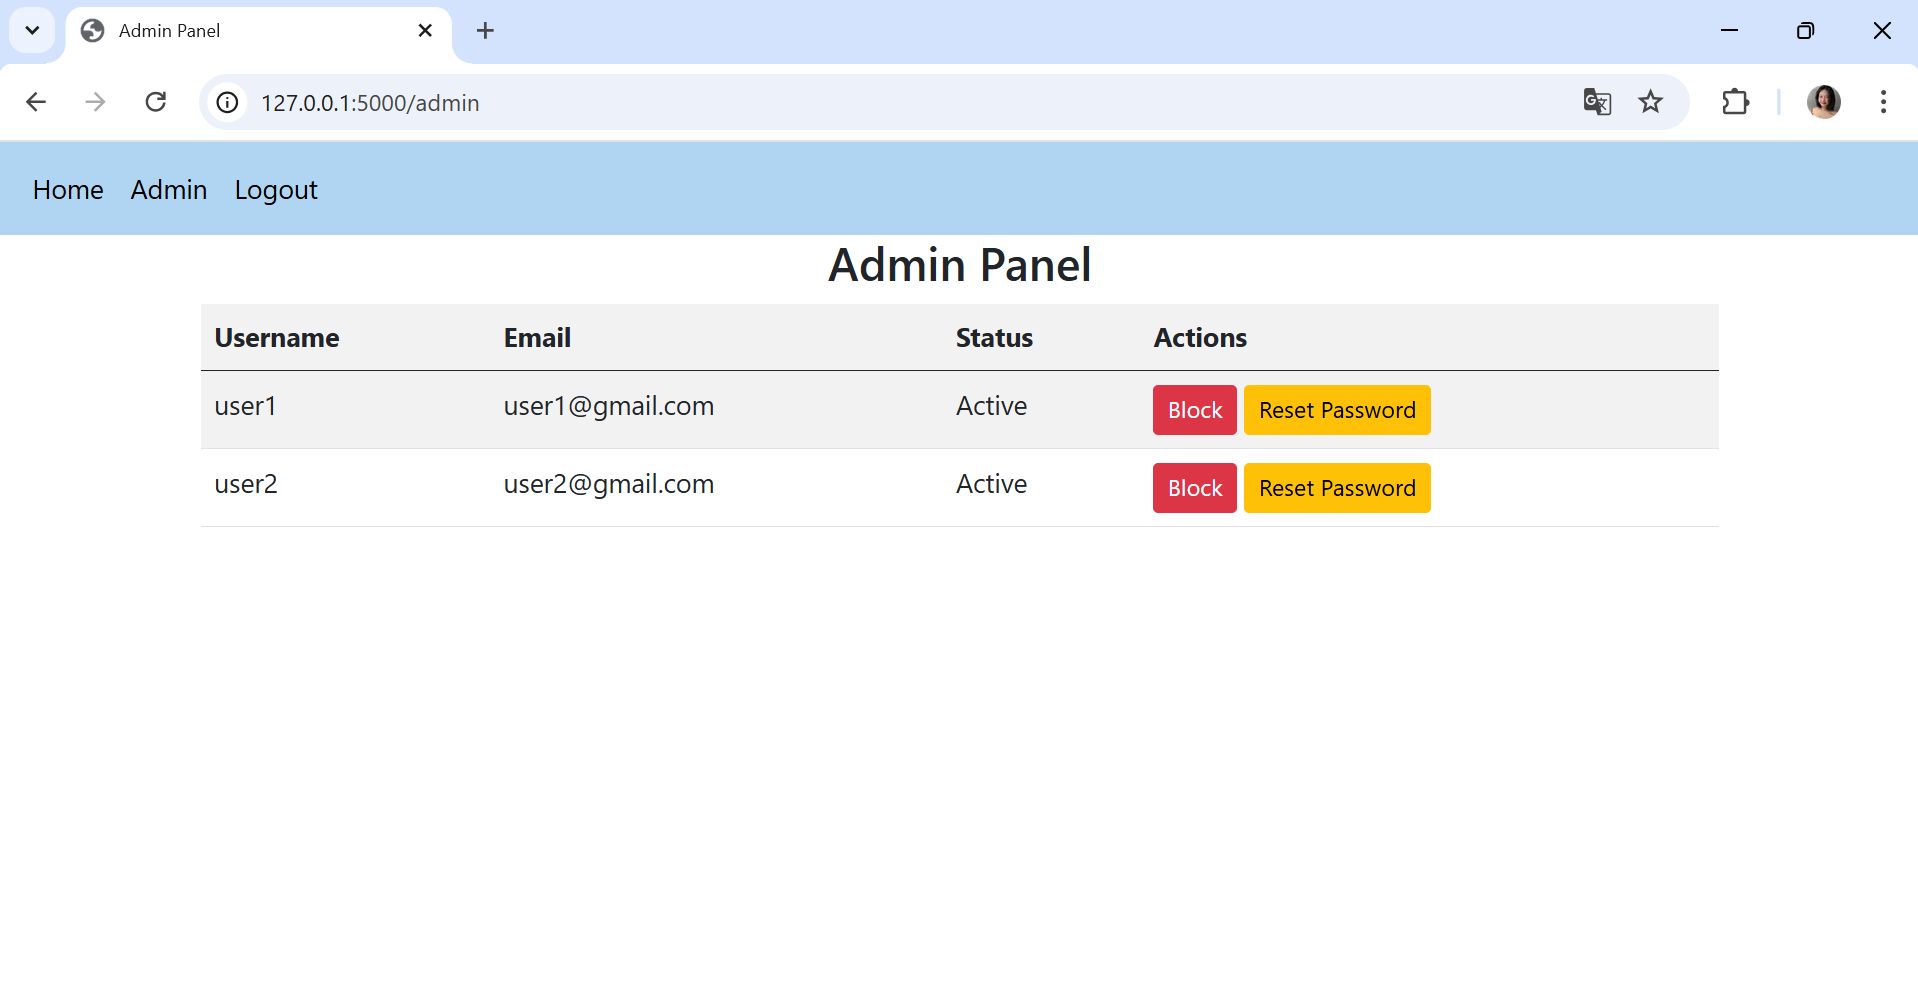 Admin Panel
127.0.0.1:5000/admin
Home Admin Logout
Admin Panel
Username Email Status Actions
user1 user1@gmail.com Active Block Reset Password
user2 user2@gmail.com Active Block Reset Password